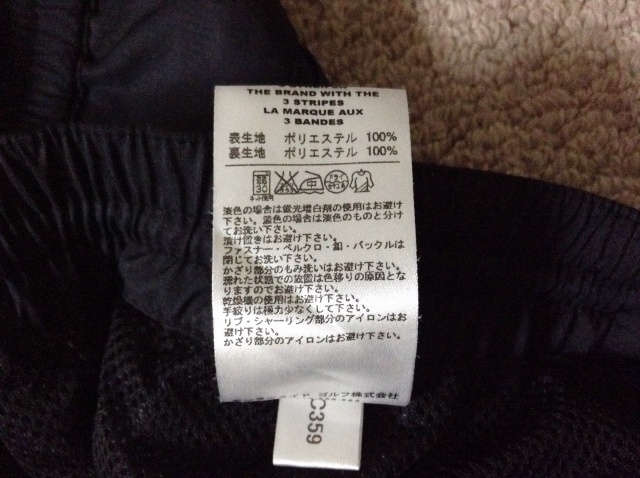 THE BRAND WITH THE
3 STRIPES
LA MARQUE AUX
3 BANDES
表生地 ポリエステル 100%
裏生地 ポリエステル 100%
30
ネット使用
淡色の場合は蛍光増白剤の使用はお避け
下さい。濃色の場合は淡色のものと分け
てお洗い下さい。
漬け置きはお避け下さい。
ファスナー・ベルクロ・釦・バックルは
閉じてお洗い下さい。
かざり部分のもみ洗いはお避け下さい。
濡れた状態での放置は色移りの原因とな
りますのでお避け下さい。
乾燥機の使用はお避け下さい。
手絞りは極力少なくして下さい。
リブ・シャーリング部分のアイロンはお
避け下さい。
かざり部分のアイロンはお避け下さい。
ゴルフ株式会社
C359